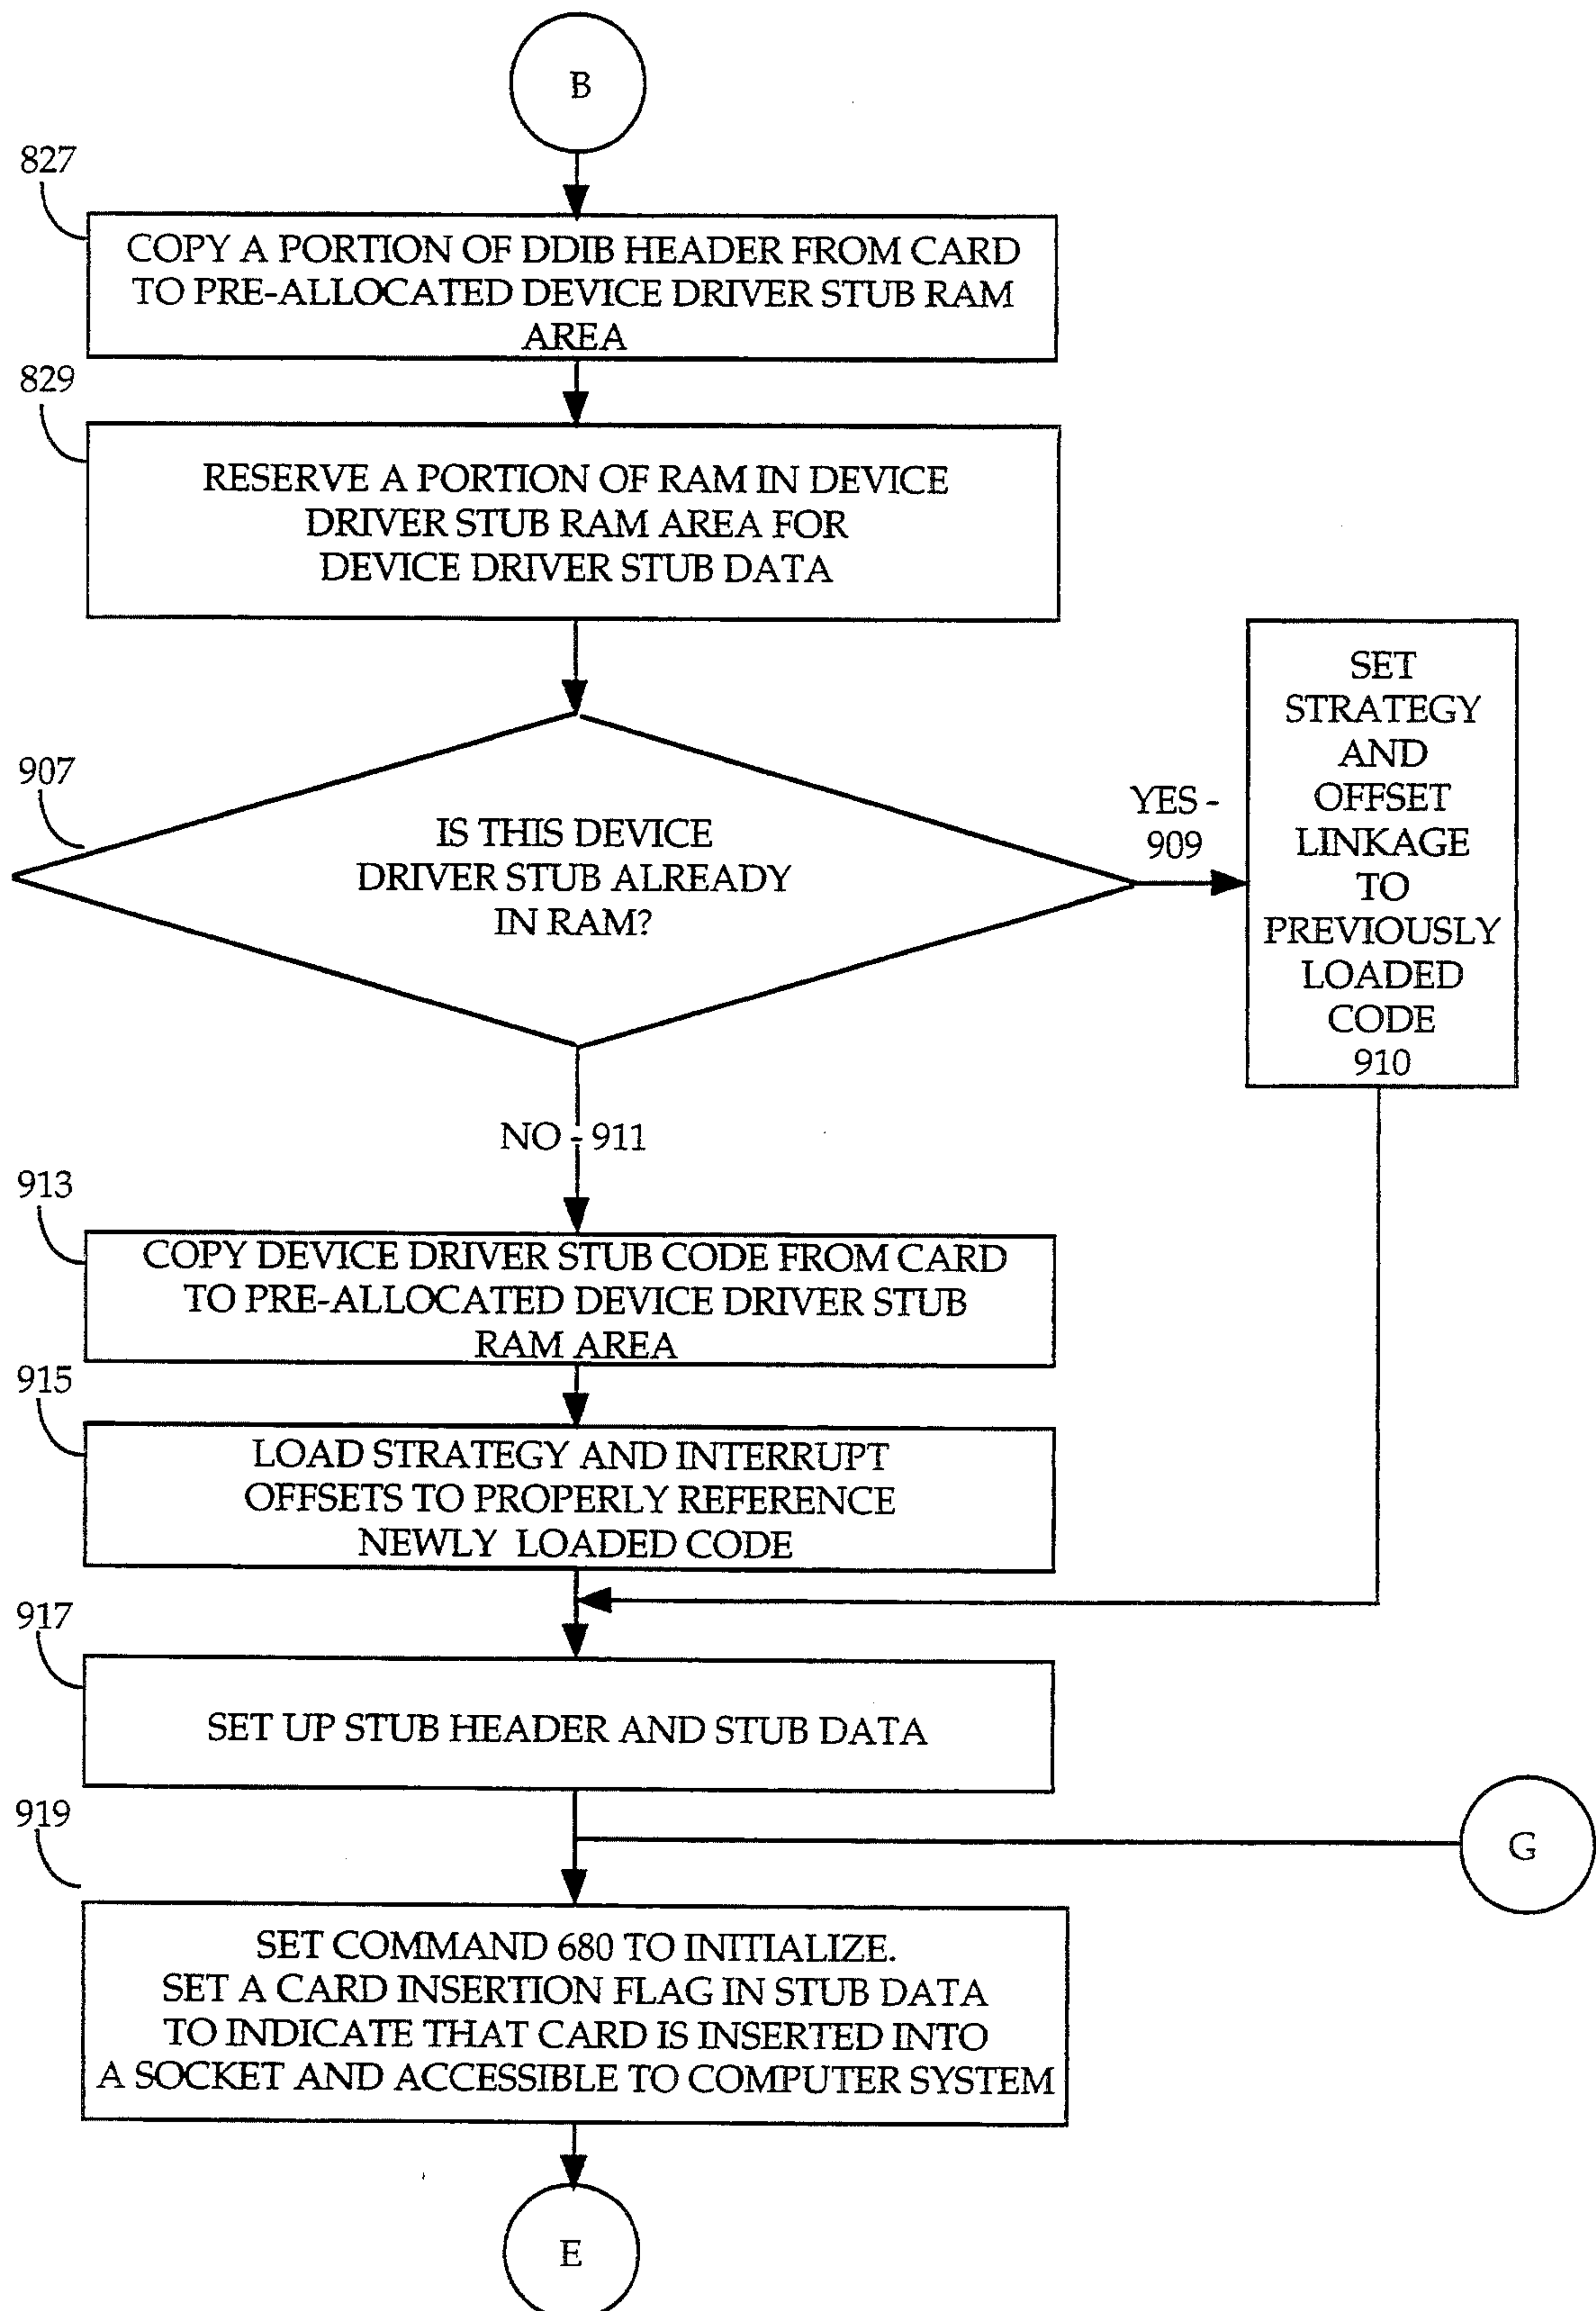 B
827
COPY A PORTION OF DDIB HEADER FROM CARD
TO PRE-ALLOCATED DEVICE DRIVER STUB RAM
AREA
829
RESERVE A PORTION OF RAM IN DEVICE
DRIVER STUB RAM AREA FOR
DEVICE DRIVER STUB DATA
907
IS THIS DEVICE
DRIVER STUB ALREADY
IN RAM?
YES -
909
SET
STRATEGY
AND
OFFSET
LINKAGE
TO
PREVIOUSLY
LOADED
CODE
910
NO - 911
913
COPY DEVICE DRIVER STUB CODE FROM CARD
TO PRE-ALLOCATED DEVICE DRIVER STUB
RAM AREA
915
LOAD STRATEGY AND INTERRUPT
OFFSETS TO PROPERLY REFERENCE
NEWLY LOADED CODE
917
SET UP STUB HEADER AND STUB DATA
919
G
SET COMMAND 680 TO INITIALIZE.
SET A CARD INSERTION FLAG IN STUB DATA
TO INDICATE THAT CARD IS INSERTED INTO
A SOCKET AND ACCESSIBLE TO COMPUTER SYSTEM
E